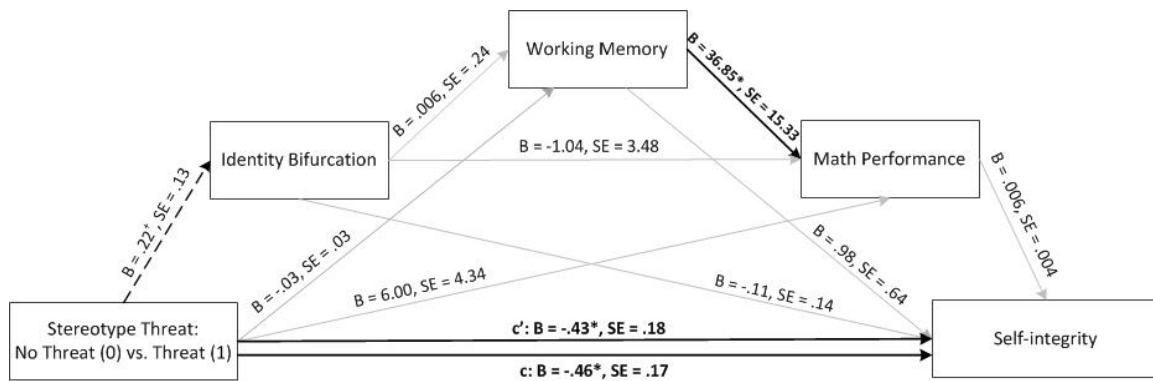 Working Memory
B = 36.85*, SE = 15.33
B = .006, SE = .24
Identity Bifurcation
B = -1.04, SE = 3.48
Math Performance
B = .22+, SE = .13
B = -.03, SE = .03
B = 6.00, SE = 4.34
B = -.11, SE = .14
B = .98, SE = .64
B = .006, SE = .004
Stereotype Threat:
No Threat (0) vs. Threat (1)
c’: B = -.43*, SE = .18
c: B = -.46*, SE = .17
Self-integrity